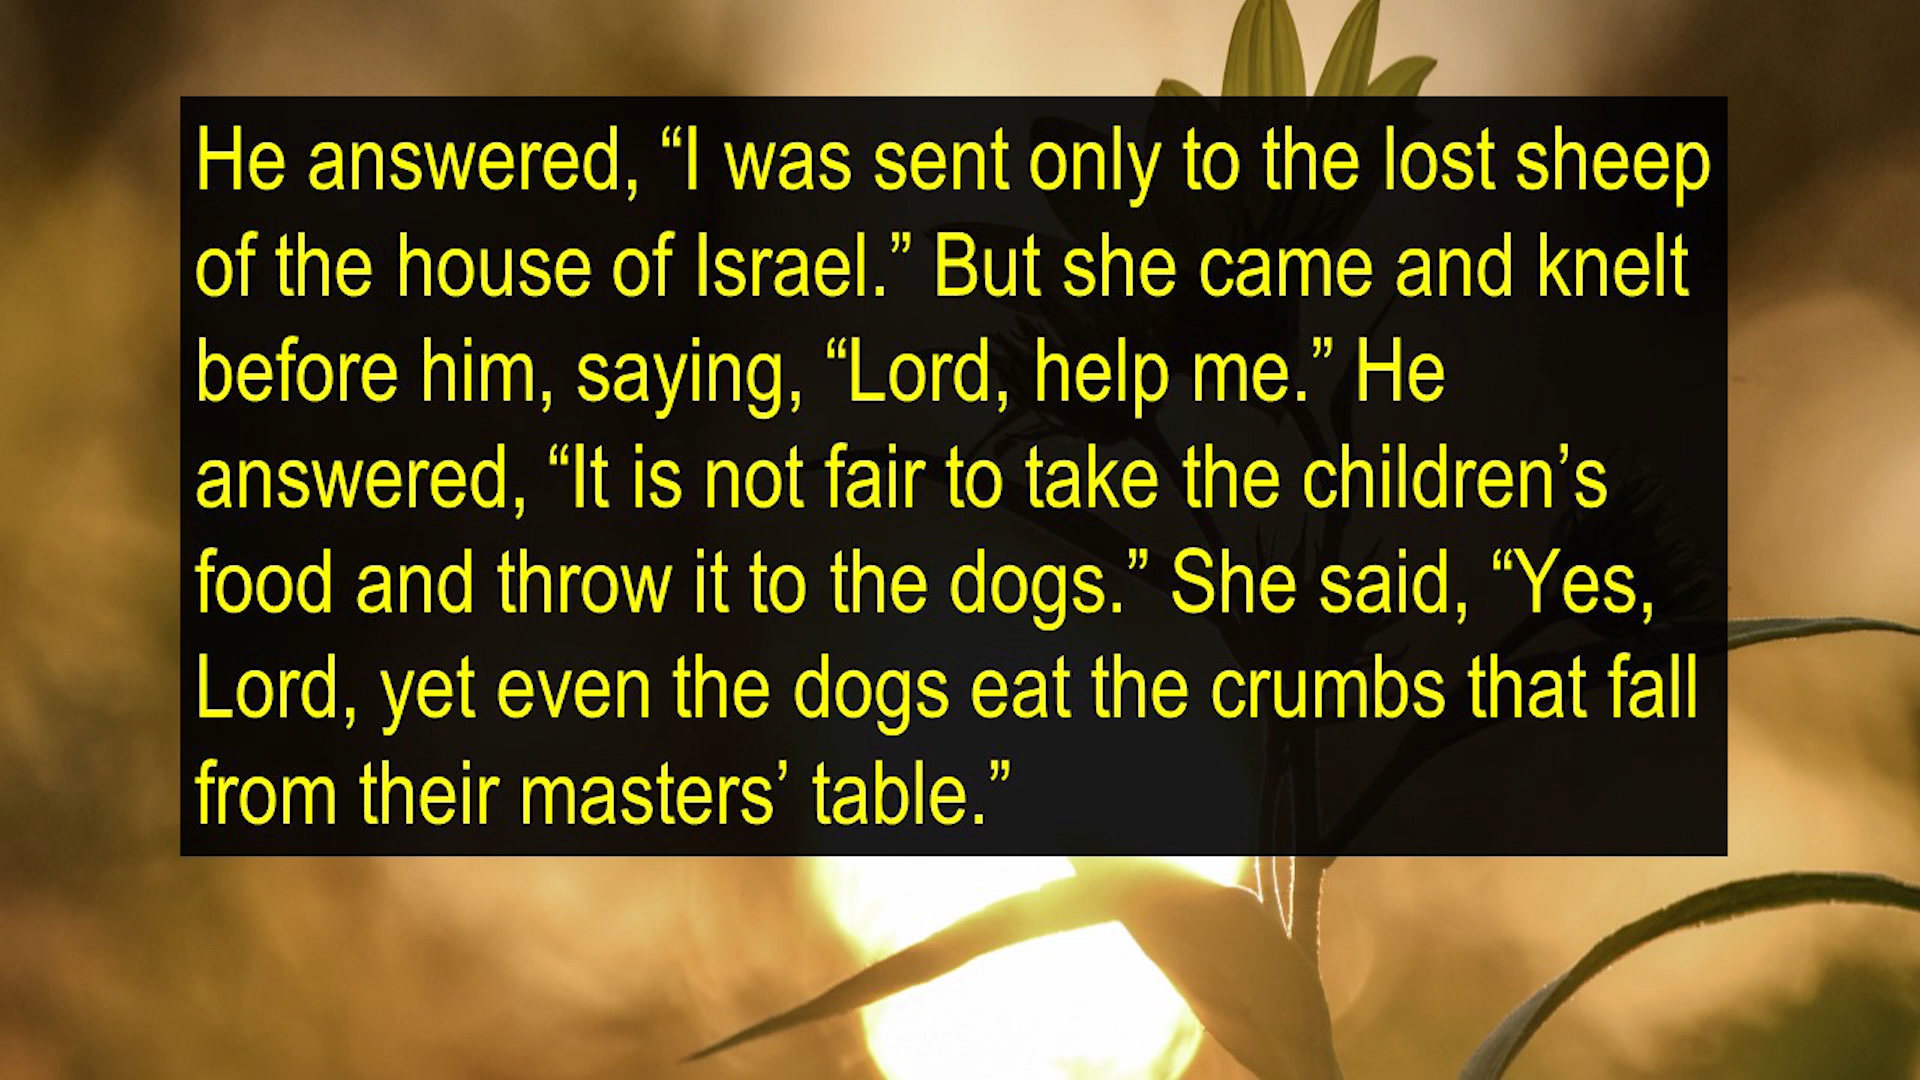 He answered, “I was sent only to the lost sheep
of the house of Israel.” But she came and knelt
before him, saying, “Lord, help me.” He
answered, “It is not fair to take the children’s
food and throw it to the dogs.” She said, “Yes,
Lord, yet even the dogs eat the crumbs that fall
from their masters’ table.”